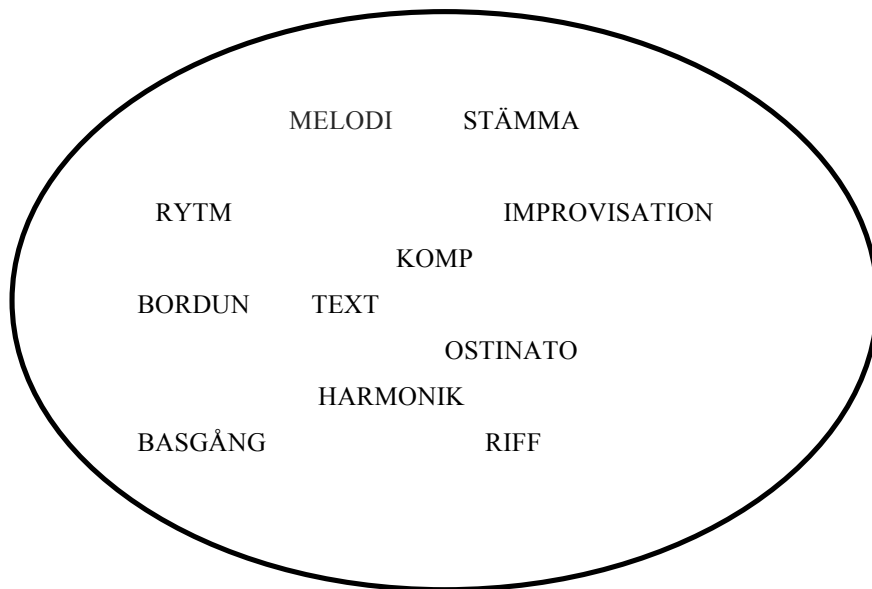 MELODI STÄMMA
RYTM IMPROVISATION
KOMP
BORDUN TEXT
OSTINATO
HARMONIK
BASGÅNG RIFF